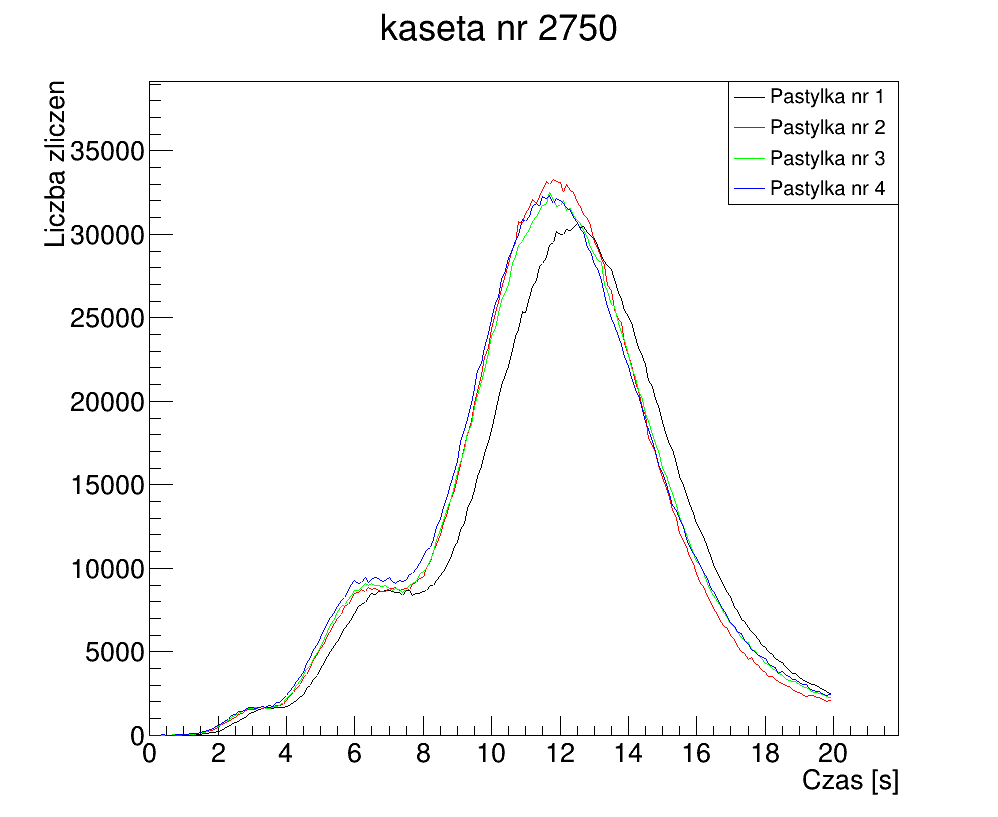 kaseta nr 2750
Liczba zliczen
Pastylka nr 1
Pastylka nr 2
Pastylka nr 3
Pastylka nr 4
35000
30000
25000
20000
15000
10000
5000
0
0 2 4 6 8 10 12 14 16 18 20
Czas [s]